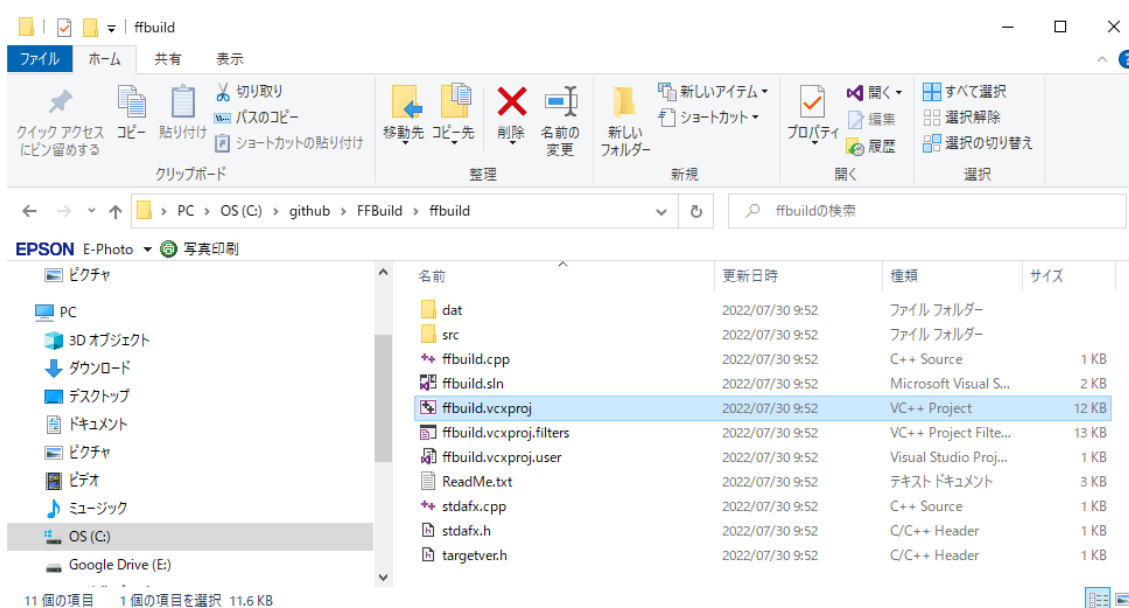 ffbuild
ファイル ホーム 共有 表示
クイック アクセス にピン留めする
コピー
貼り付け
切り取り
パスのコピー
ショートカットの貼り付け
クリップボード
移動先
コピー先
削除
名前の 変更
整理
新しい フォルダー
新しいアイテム
ショートカット
新規
プロパティ
開く
編集
履歴
開く
すべて選択
選択解除
選択の切り替え
選択
PC > OS (C:) > github > FFBuild > ffbuild
ffbuildの検索
EPSON E-Photo 写真印刷
ピクチャ
PC
3D オブジェクト
ダウンロード
デスクトップ
ドキュメント
ピクチャ
ビデオ
ミュージック
OS (C:)
Google Drive (E:)
名前 更新日時 種類 サイズ
dat 2022/07/30 9:52 ファイル フォルダー
src 2022/07/30 9:52 ファイル フォルダー
ffbuild.cpp 2022/07/30 9:52 C++ Source 1 KB
ffbuild.sln 2022/07/30 9:52 Microsoft Visual S... 2 KB
ffbuild.vcxproj 2022/07/30 9:52 VC++ Project 12 KB
ffbuild.vcxproj.filters 2022/07/30 9:52 VC++ Project Filte... 13 KB
ffbuild.vcxproj.user 2022/07/30 9:52 Visual Studio Proj... 1 KB
ReadMe.txt 2022/07/30 9:52 テキスト ドキュメント 3 KB
stdafx.cpp 2022/07/30 9:52 C++ Source 1 KB
stdafx.h 2022/07/30 9:52 C/C++ Header 1 KB
targetver.h 2022/07/30 9:52 C/C++ Header 1 KB
11 個の項目 1 個の項目を選択 11.6 KB